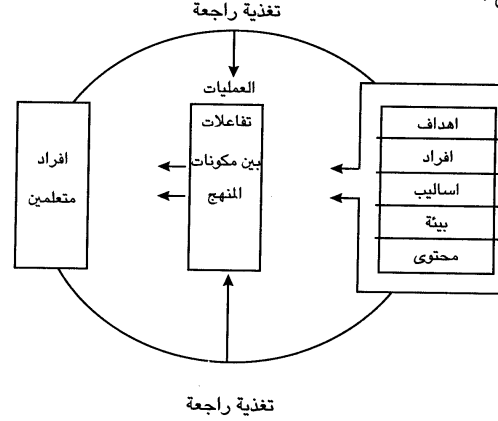 تغذية راجعة
اهداف
افراد
اساليب
بيئة
محتوى
العمليات
تفاعلات
بين مكونات
المنهج
افراد
متعلمين
تغذية راجعة